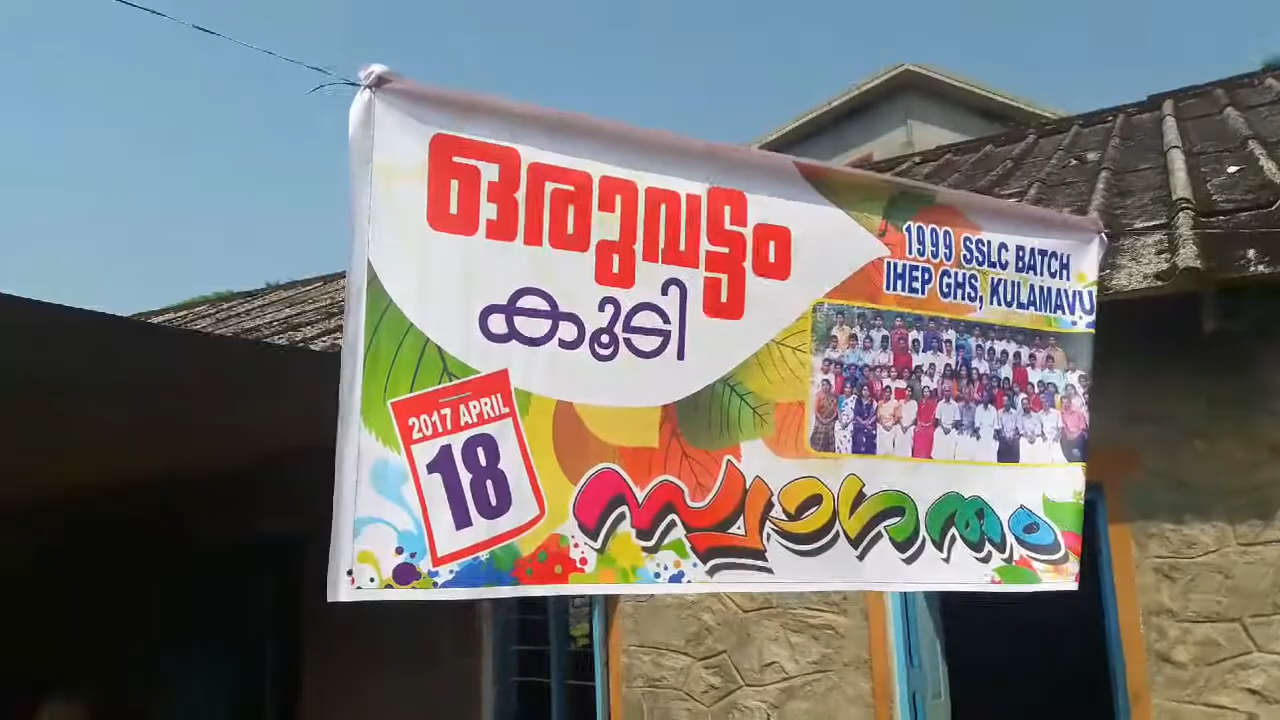 ഒരുവട്ടം
കൂടി
1999 SSLC BATCH
IHEP GHS, KULAMAVU
2017 APRIL
18
സ്വാഗതം